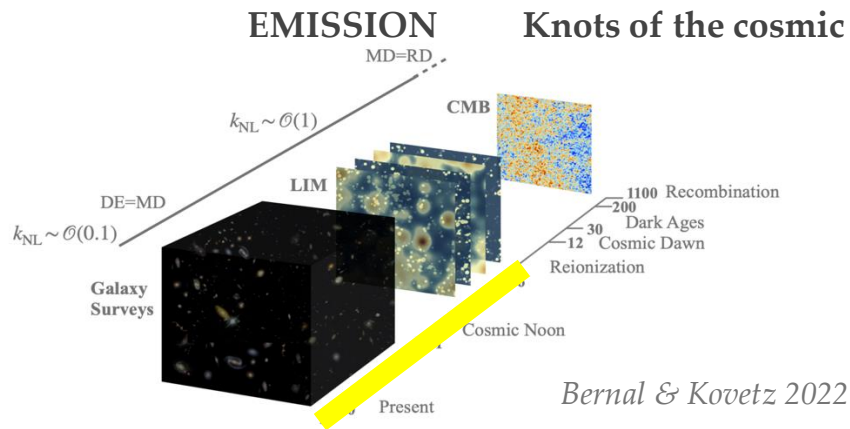 EMISSION
Knots of the cosmic
MD=RD
k_NL ~ O(1)
CMB
DE=MD
LIM
k_NL ~ O(0.1)
1100 Recombination
200
Dark Ages
30
12 Cosmic Dawn
Reionization
Galaxy
Surveys
Cosmic Noon
Present
Bernal & Kovetz 2022